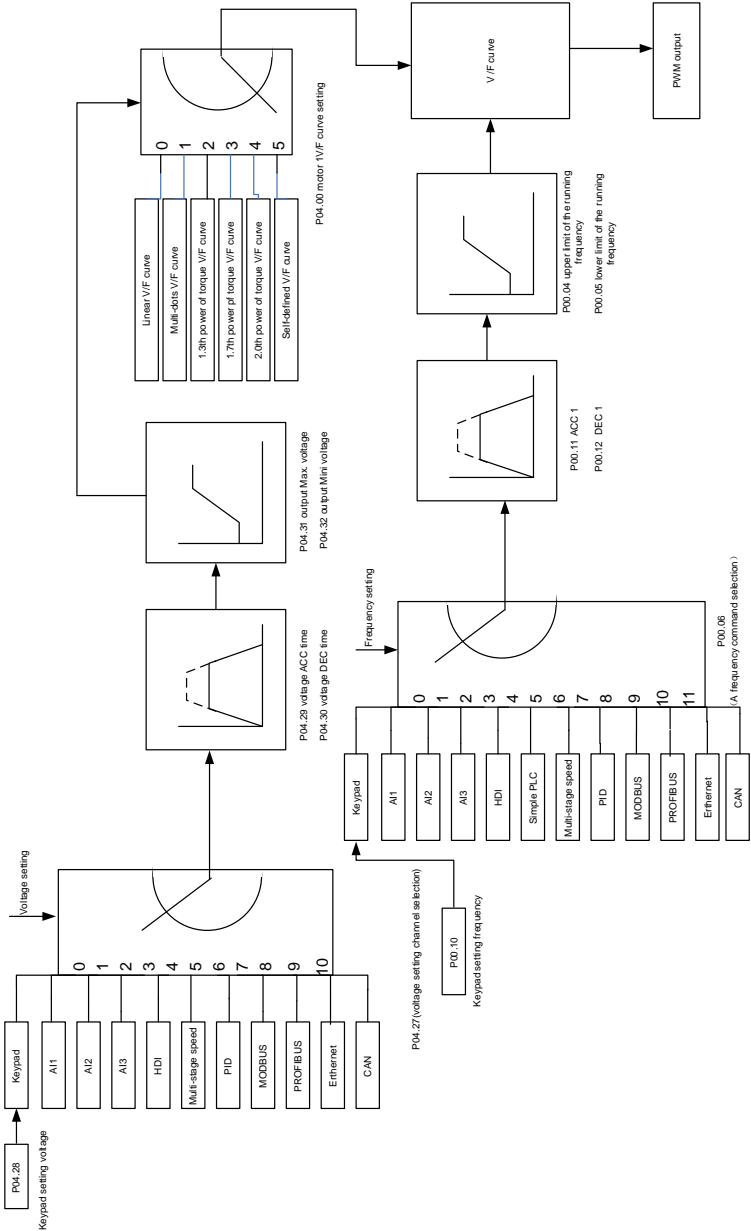 P04.28
Keypad setting voltage
Keypad
AI1
AI2
AI3
HDI
Multi-stage speed
PID
MODBUS
PROFIBUS
Erthernet
CAN
Voltage setting
0
1
2
3
4
5
6
7
8
9
10
P04.27(voltage setting channel selection)
P04.29 voltage ACC time
P04.30 voltage DEC time
P04.31 output Max. voltage
P04.32 output Mini voltage
Linear V/F curve
Multi-dots V/F curve
1.3th power of torque V/F curve
1.7th power pf torque V/F curve
2.0th power of torque V/F curve
Self-defined V/F curve
0
1
2
3
4
5
P04.00 motor 1V/F curve setting
P00.10
Keypad setting frequency
Keypad
AI1
AI2
AI3
HDI
Simple PLC
Multi-stage speed
PID
MODBUS
PROFIBUS
Erthernet
CAN
Frequency setting
0
1
2
3
4
5
6
7
8
9
10
11
P00.06
(A frequency command selection)
P00.11 ACC 1
P00.12 DEC 1
P00.04 upper limit of the running
frequency
P00.05 lower limit of the running
frequency
V/F curve
PWM output